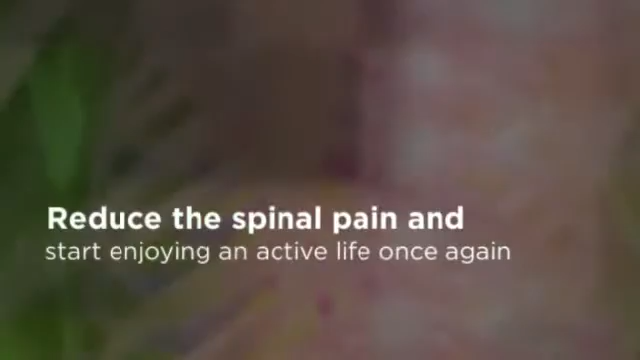 Reduce the spinal pain and
start enjoying an active life once again